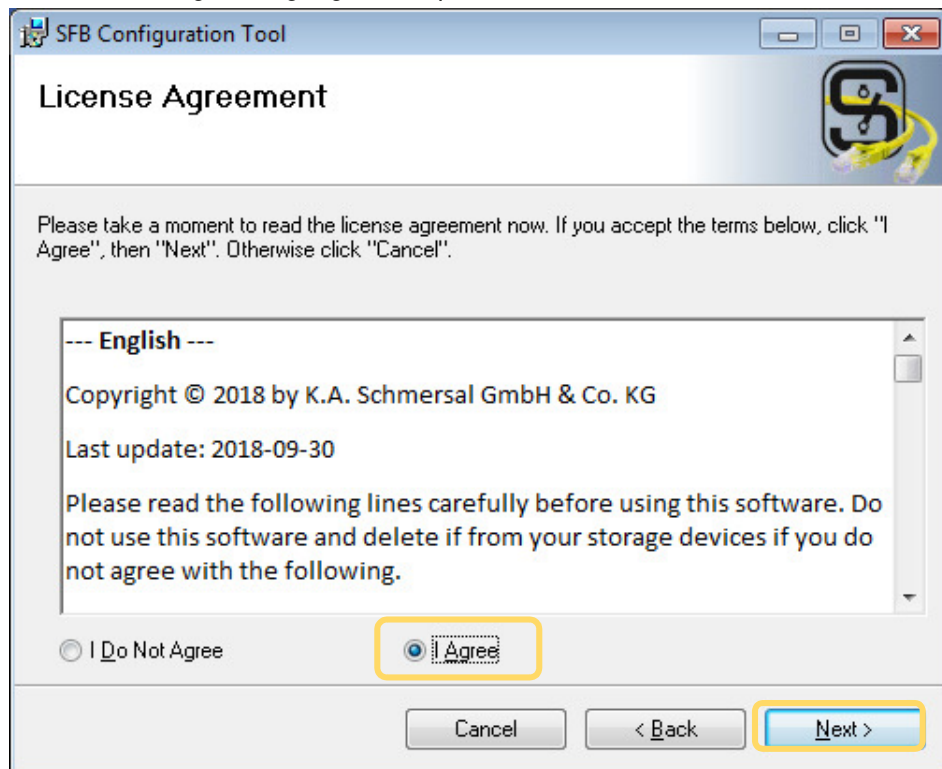 SFB Configuration Tool
License Agreement
Please take a moment to read the license agreement now. If you accept the terms below, click "I
Agree", then "Next". Otherwise click "Cancel".
--- English ---
Copyright © 2018 by K.A. Schmersal GmbH & Co. KG
Last update: 2018-09-30
Please read the following lines carefully before using this software. Do
not use this software and delete if from your storage devices if you do
not agree with the following.
I Do Not Agree
I Agree
Cancel
< Back
Next >